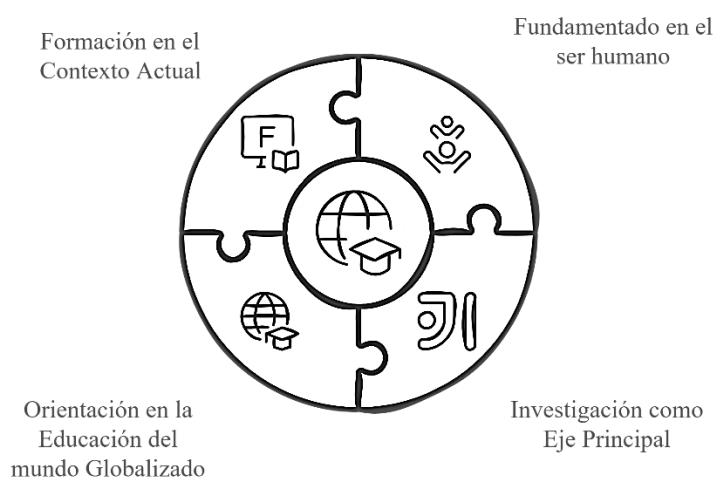 Formación en el
Contexto Actual
Fundamentado en el
ser humano
F
Orientación en la
Educación del
mundo Globalizado
Investigación como
Eje Principal